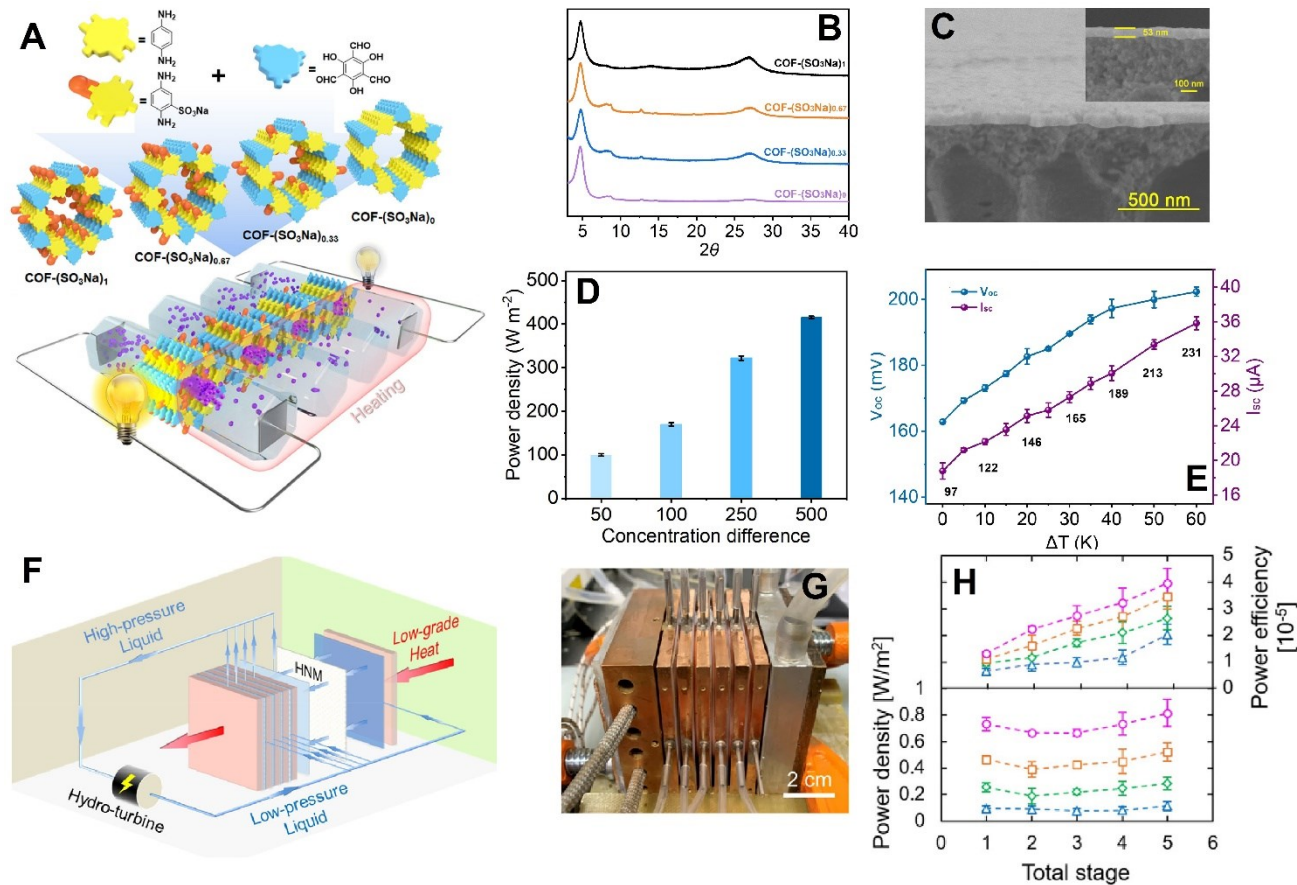 A
NH₂
NH₂
NH₂
SO₃Na
NH₂
+
CHO
HO
OH
OHC
CHO
OH
COF-(SO₃Na)₁
COF-(SO₃Na)₀.₆₇
COF-(SO₃Na)₀.₃₃
COF-(SO₃Na)₀
Heating
B
COF-(SO₃Na)₁
COF-(SO₃Na)₀.₆₇
COF-(SO₃Na)₀.₃₃
COF-(SO₃Na)₀
5 10 15 20 25 30 35 40
2θ
C
53 nm
100 nm
500 nm
D
Power density (W m⁻²)
500
400
300
200
100
0
50 100 250 500
Concentration difference
E
Vₒc
Iₛc
Vₒc (mV)
200
180
160
140
Iₛc (μA)
40
36
32
28
24
20
16
97 122 146 165 189 213 231
0 10 20 30 40 50 60
ΔT (K)
F
High-pressure
Liquid
Low-grade
Heat
HNM
Hydro-turbine
Low-pressure
Liquid
G
2 cm
H
Power efficiency
[10⁻⁵]
5
4
3
2
1
0
Power density [W/m²]
1
0.8
0.6
0.4
0.2
0
0 1 2 3 4 5 6
Total stage